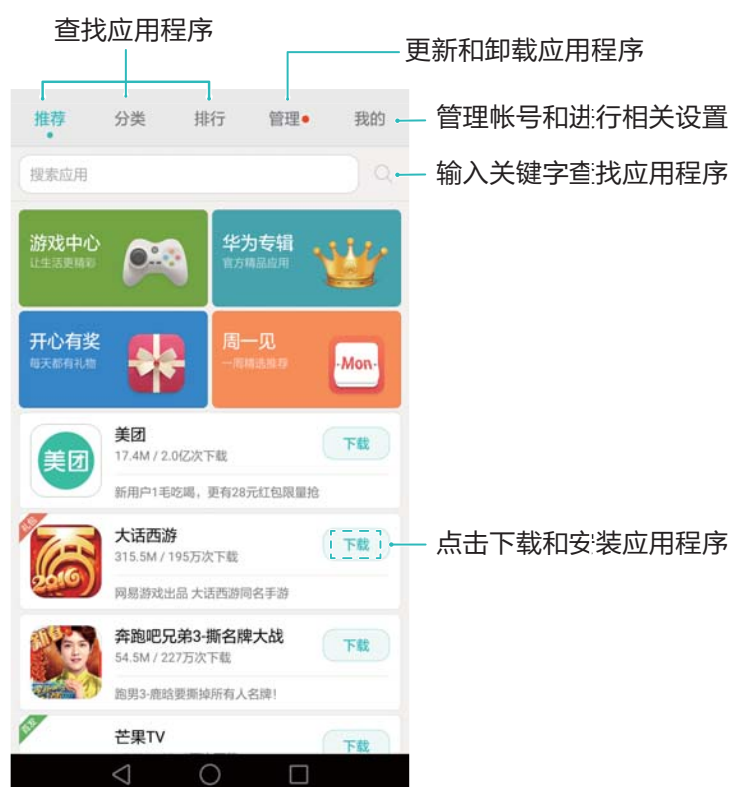 查找应用程序
更新和卸载应用程序
推荐 分类 排行 管理 我的
管理帐号和进行相关设置
搜索应用
输入关键字查找应用程序
游戏中心
让生活更精彩
华为专辑
官方精品应用
开心有奖
每天都有礼物
周一见
一周精选推荐
·Mon·
美团
美团
17.4M / 2.0亿次下载
下载
新用户1毛吃喝，更有28元红包限量抢
礼包
2016
大话西游
315.5M / 195万次下载
下载
点击下载和安装应用程序
网易游戏出品 大话西游同名手游
奔跑吧兄弟3-撕名牌大战
54.5M / 227万次下载
下载
跑男3-鹿晗要撕掉所有人名牌!
首发
芒果TV
下载